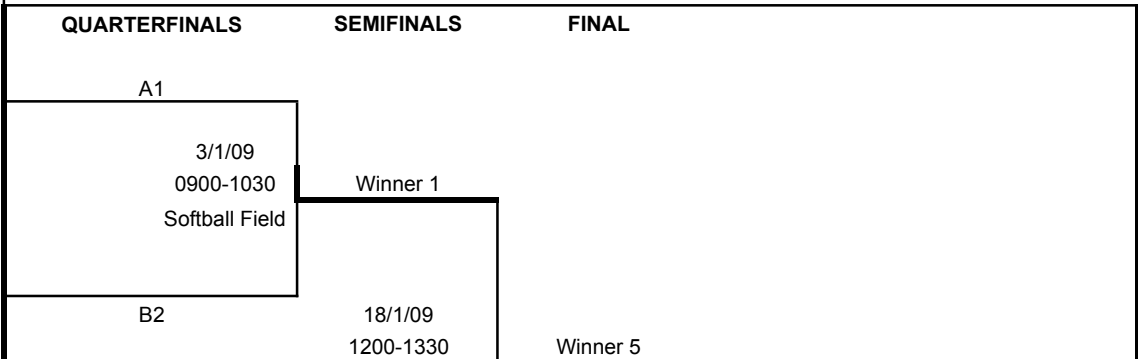 QUARTERFINALS SEMIFINALS FINAL
A1
3/1/09
0900-1030 Winner 1
Softball Field
B2 18/1/09
1200-1330 Winner 5